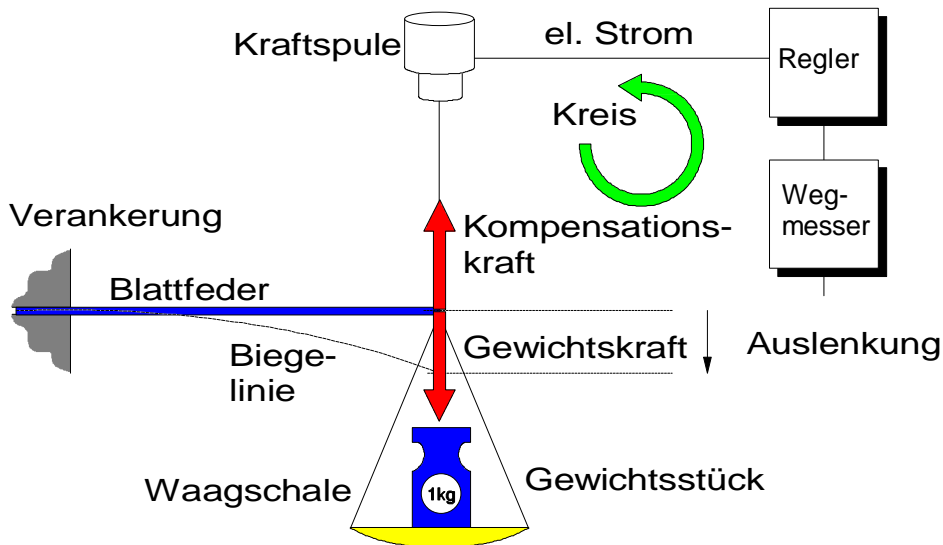 Kraftspule
el. Strom
Regler
Kreis
Weg-
messer
Verankerung
Kompensations-
kraft
Blattfeder
Biege-
linie
Gewichtskraft
Auslenkung
Waagschale
1kg
Gewichtsstück